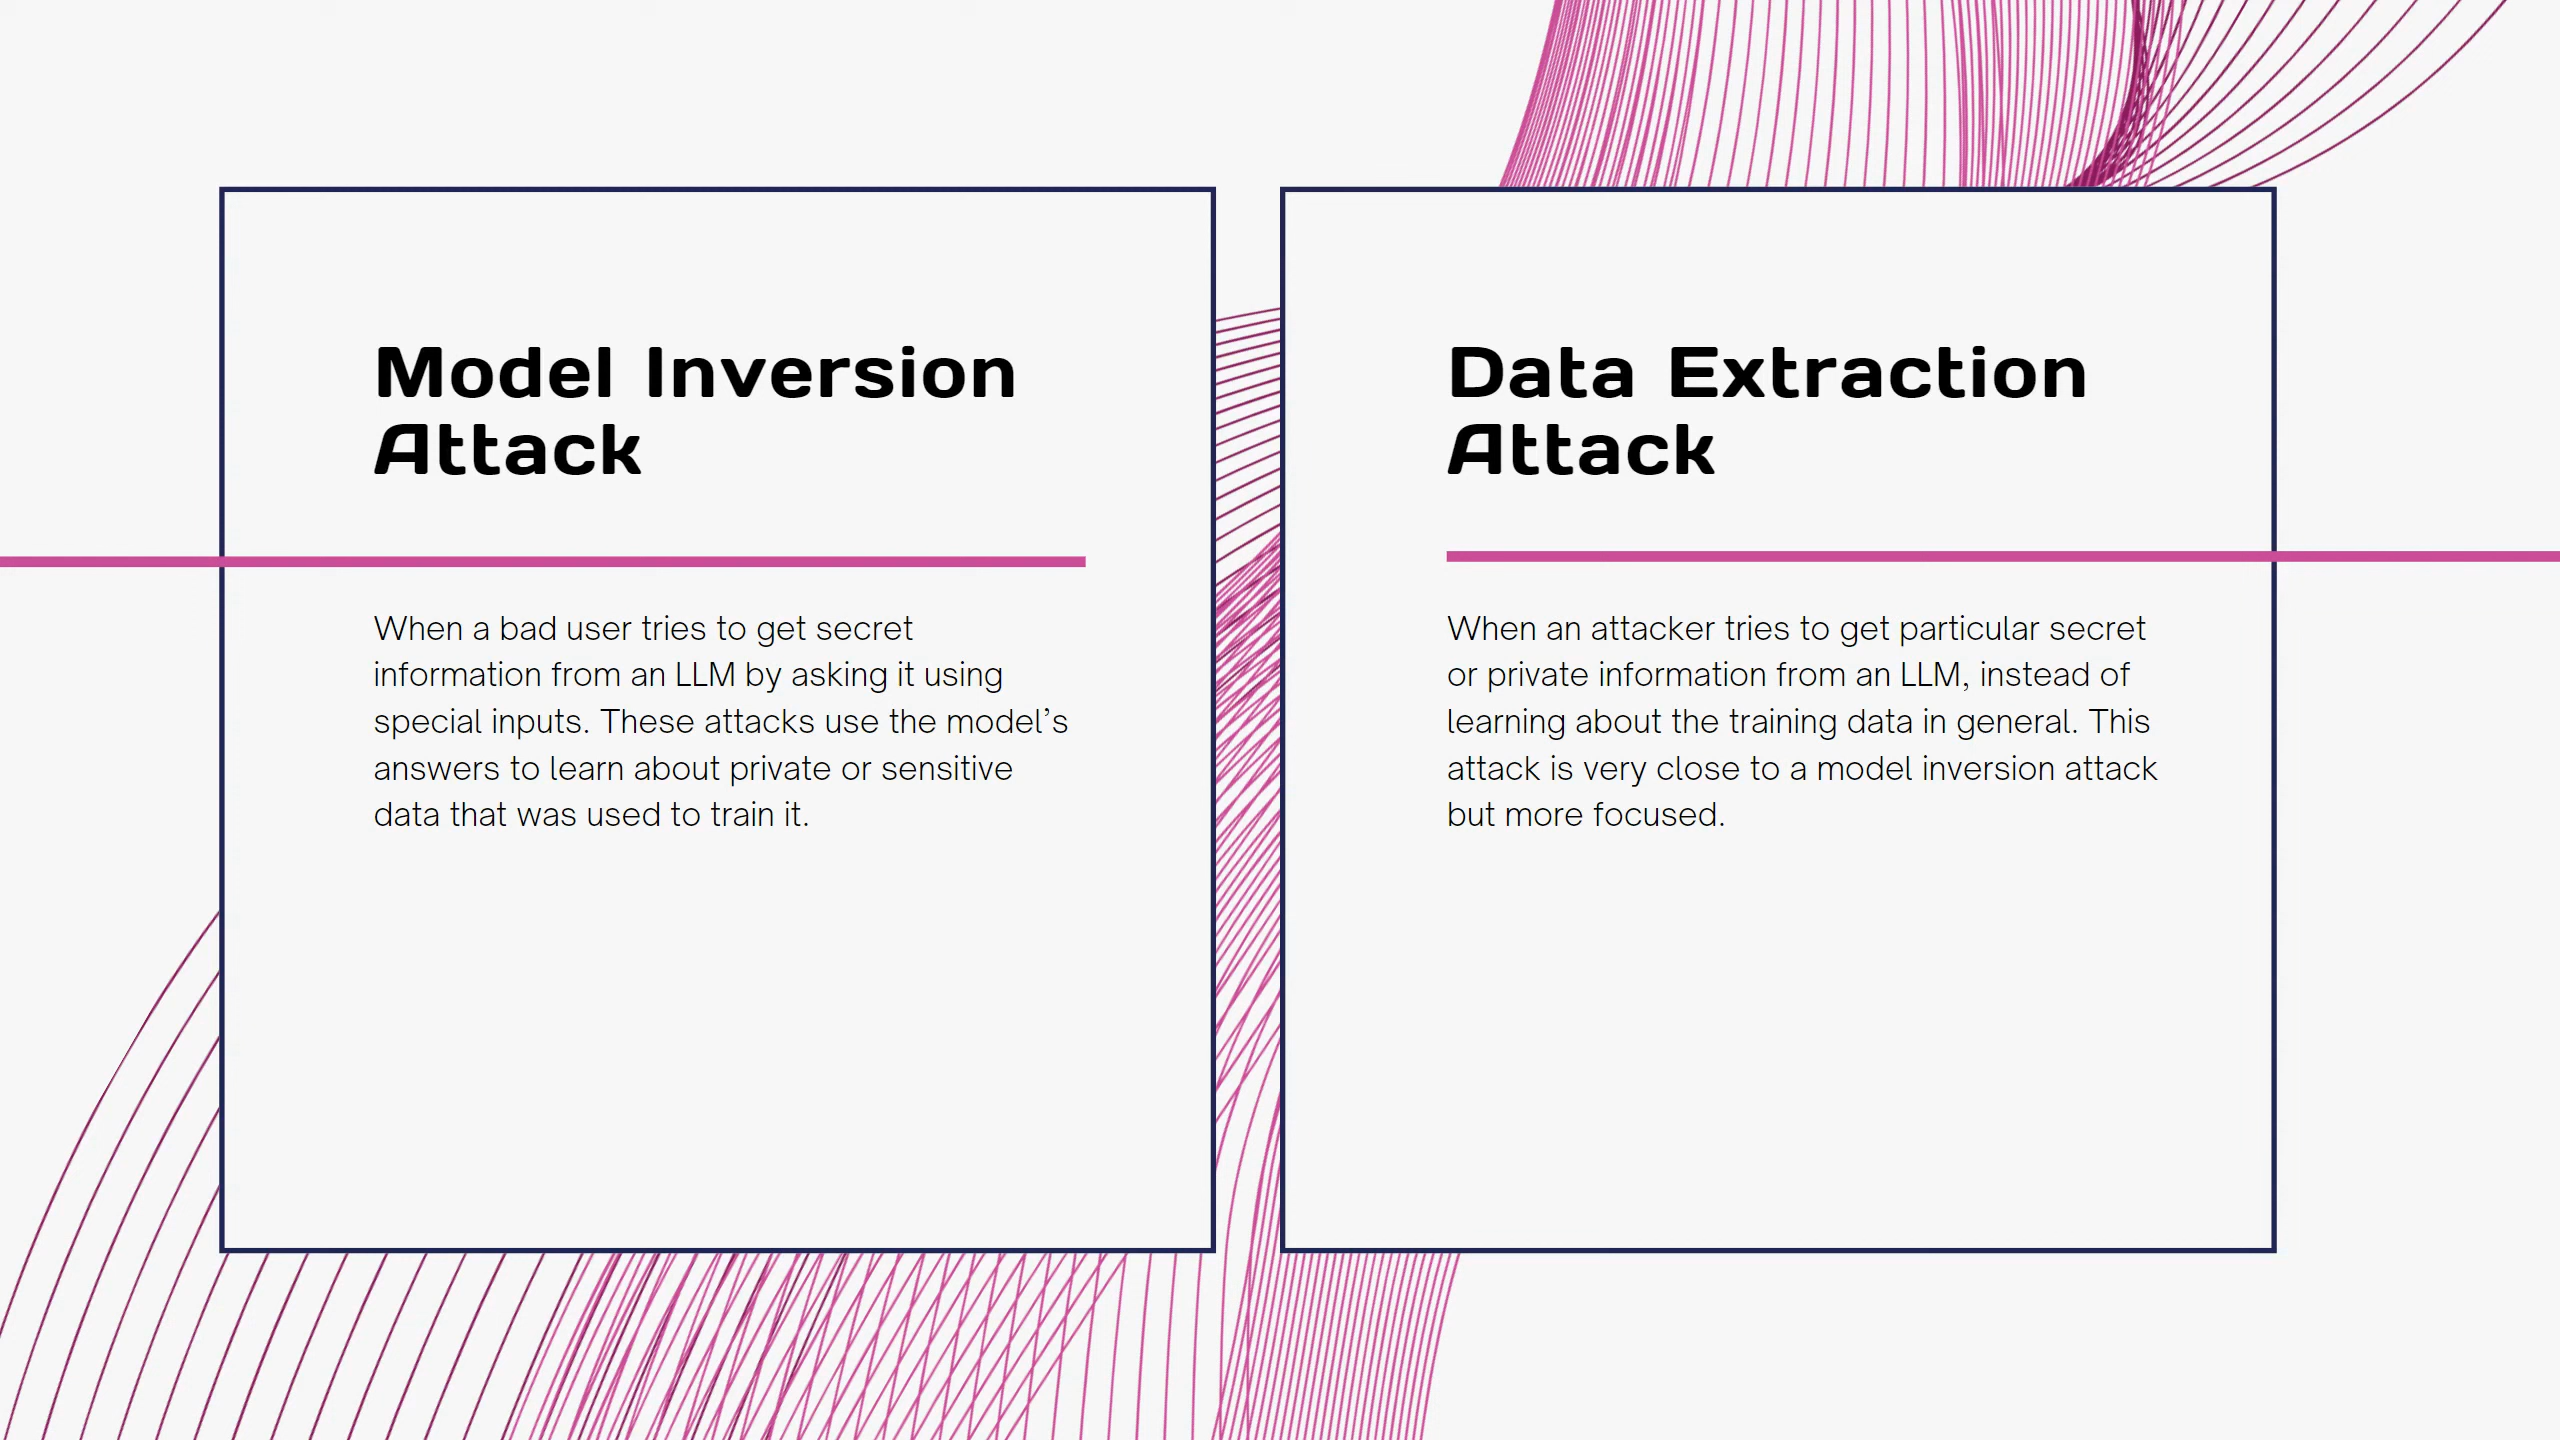 Model Inversion
Attack
When a bad user tries to get secret
information from an LLM by asking it using
special inputs. These attacks use the model’s
answers to learn about private or sensitive
data that was used to train it.
Data Extraction
Attack
When an attacker tries to get particular secret
or private information from an LLM, instead of
learning about the training data in general. This
attack is very close to a model inversion attack
but more focused.